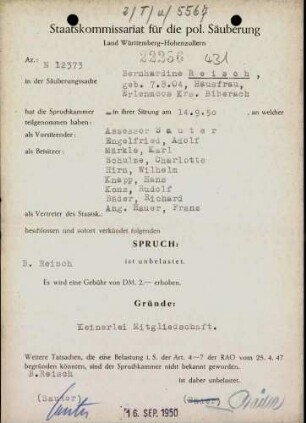 2/T/u/5564
Staatskommissariat für die pol. Säuberung
Land Württemberg-Hohenzollern
22286 431
Nr.: N 12373
Bernhardine Reisch,
in der Säuberungssache geb. 7.8.04, Hausfrau,
Erlenmoos Krs. Biberach
hat die Spruchkammer — in ihrer Sitzung am 14.9.50, an welcher
teilgenommen haben:
als Vorsitzender: Assessor Sauter
Engelfried, Adolf
als Beisitzer: Märkle, Karl
Schulze, Charlotte
Hirn, Wilhelm
Knapp, Hans
Konz, Rudolf
Bader, Richard
als Vertreter des Staatsk. Ang. Mauer, Franz
beschlossen und sofort verkündet folgenden
SPRUCH:
B. Reisch ist unbelastet.
Es wird eine Gebühr von DM. 2.— erhoben.
Gründe:
Keinerlei Mitgliedschaft.
Weitere Tatsachen, die eine Belastung i. S. der Art. 4—7 der RAO vom 25. 4. 47
begründen könnten, sind der Spruchkammer nicht bekannt geworden.
B.Reisch ist daher unbelastet.
(Sauter)
Sauter
16. SEP. 1950